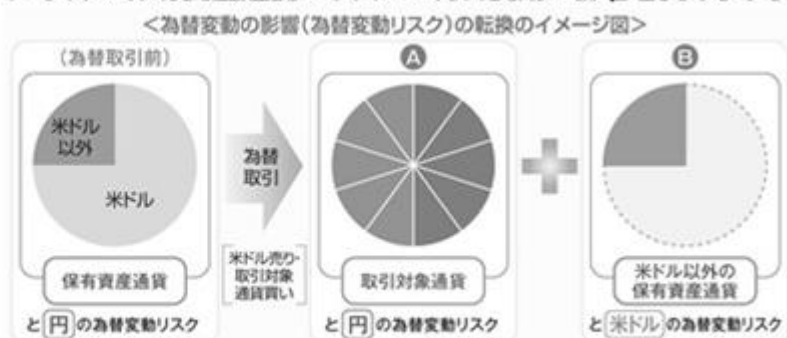 <為替変動の影響(為替変動リスク)の転換のイメージ図>
(為替取引前)
米ドル
以外
米ドル
保有資産通貨
と円の為替変動リスク
為替
取引
米ドル売り・
取引対象
通貨買い
A
取引対象通貨
と円の為替変動リスク
B
米ドル以外の
保有資産通貨
と米ドルの為替変動リスク